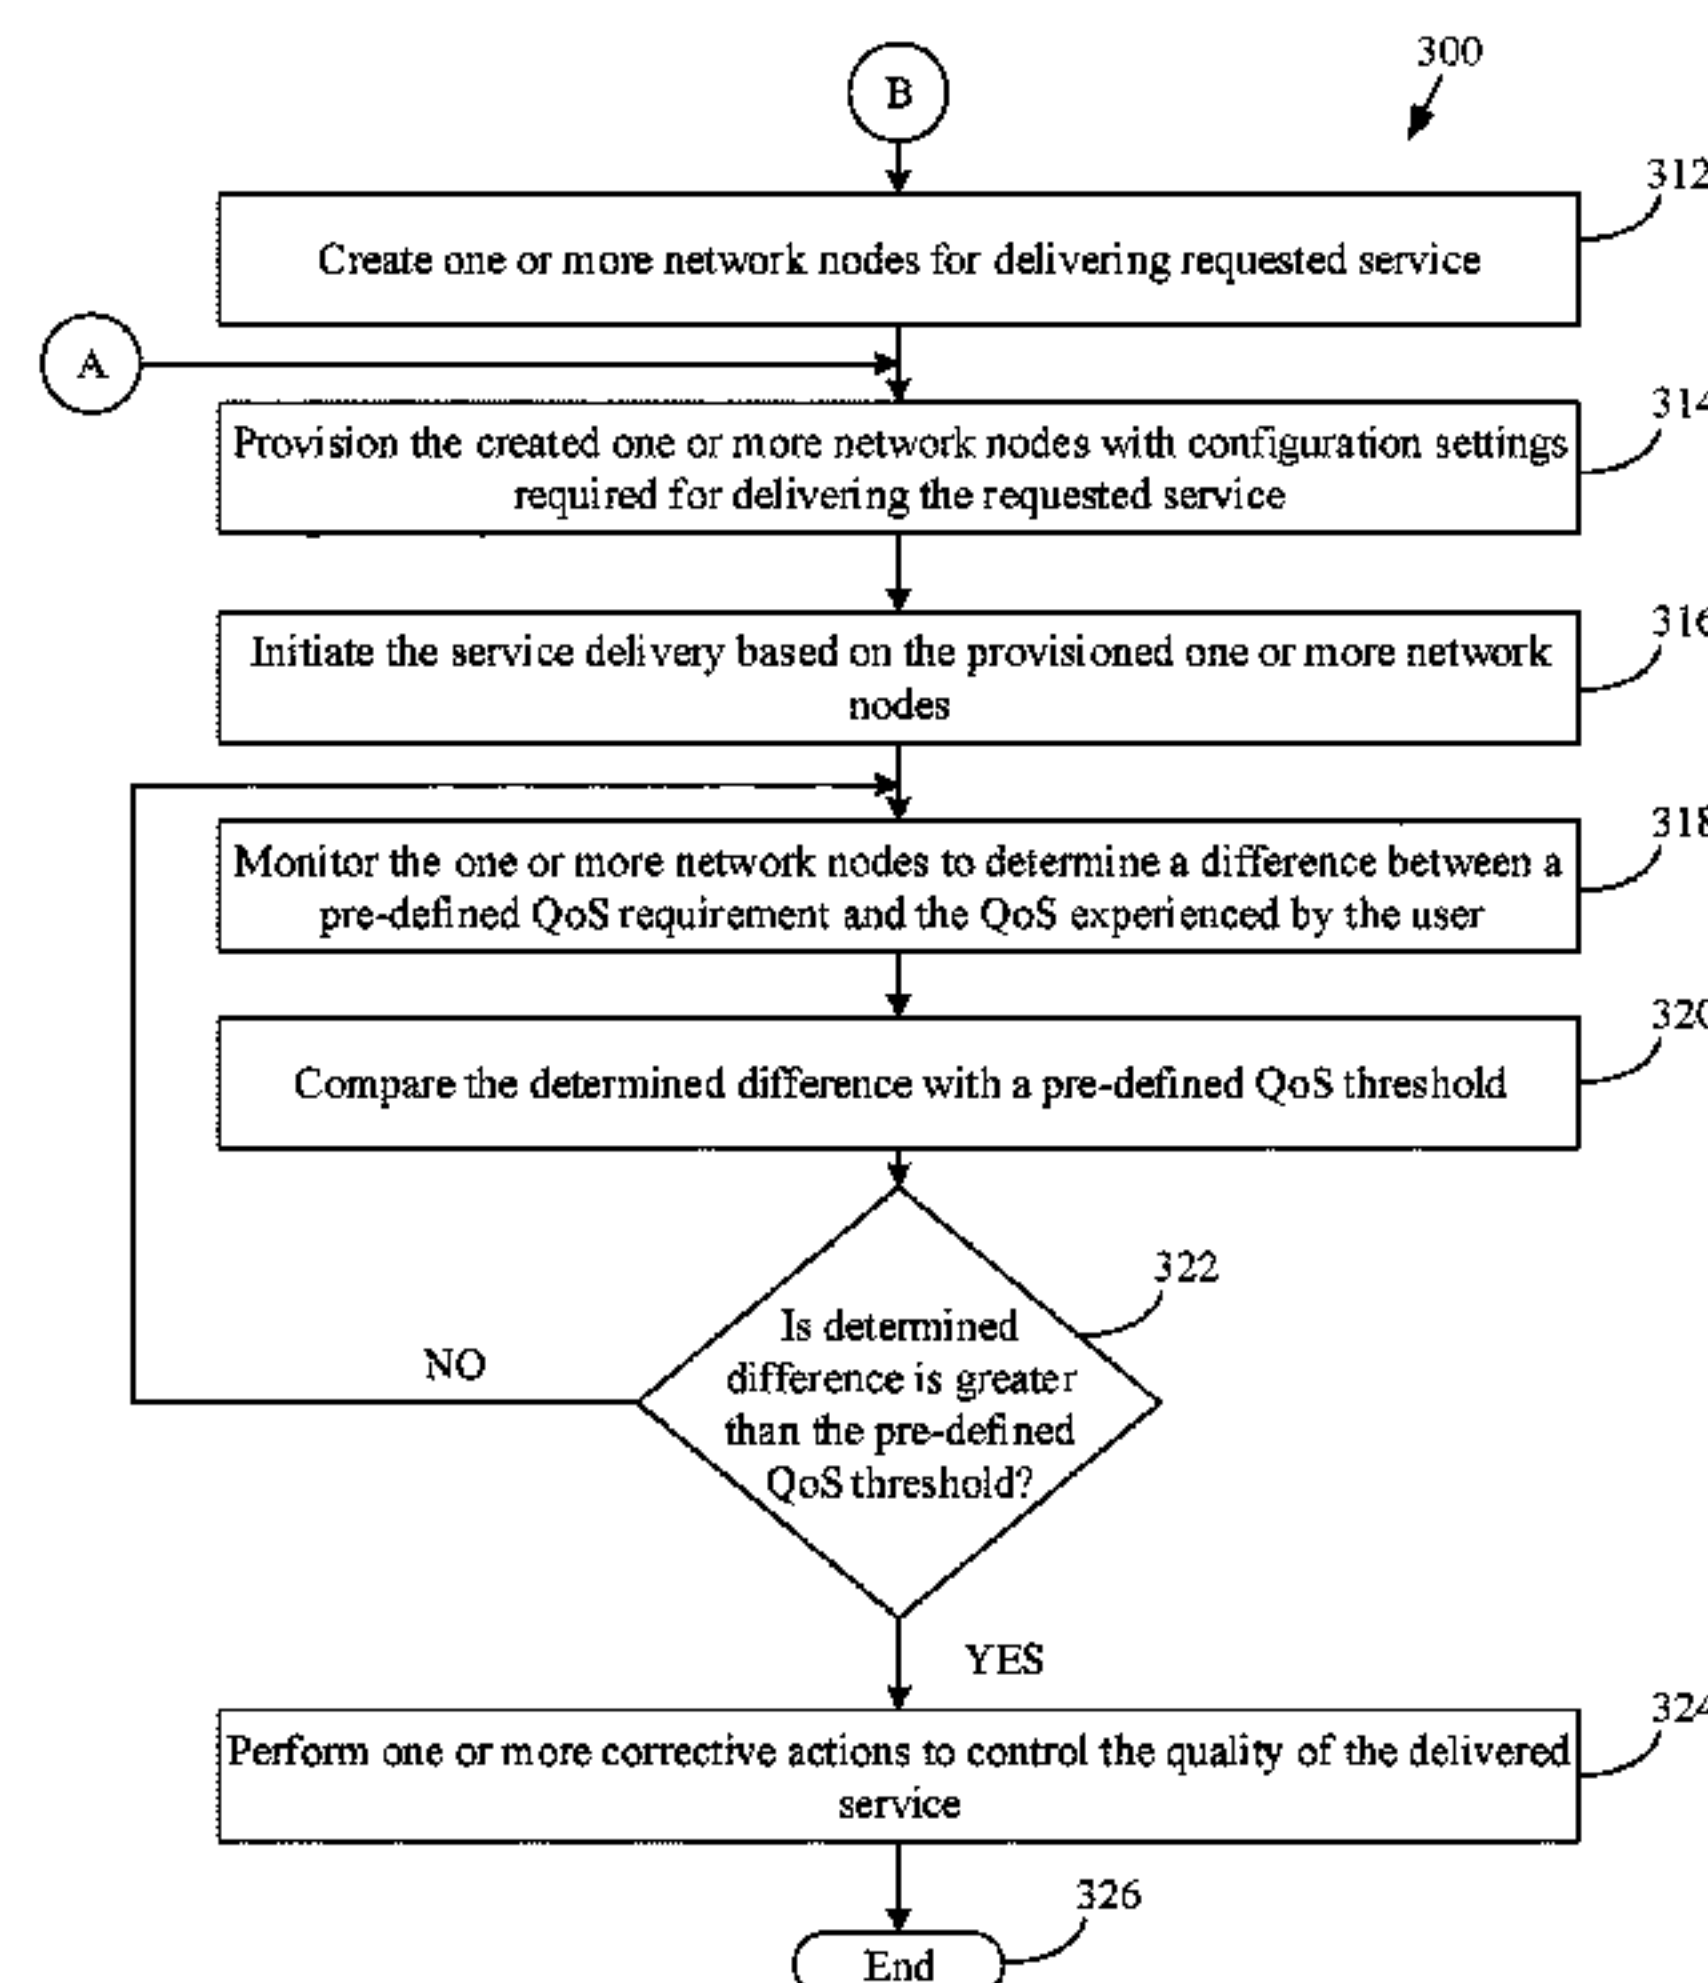 300
B
312
Create one or more network nodes for delivering requested service
A
314
Provision the created one or more network nodes with configuration settings
required for delivering the requested service
316
Initiate the service delivery based on the provisioned one or more network
nodes
318
Monitor the one or more network nodes to determine a difference between a
pre-defined QoS requirement and the QoS experienced by the user
320
Compare the determined difference with a pre-defined QoS threshold
322
Is determined
difference is greater
than the pre-defined
QoS threshold?
NO
YES
324
Perform one or more corrective actions to control the quality of the delivered
service
326
End